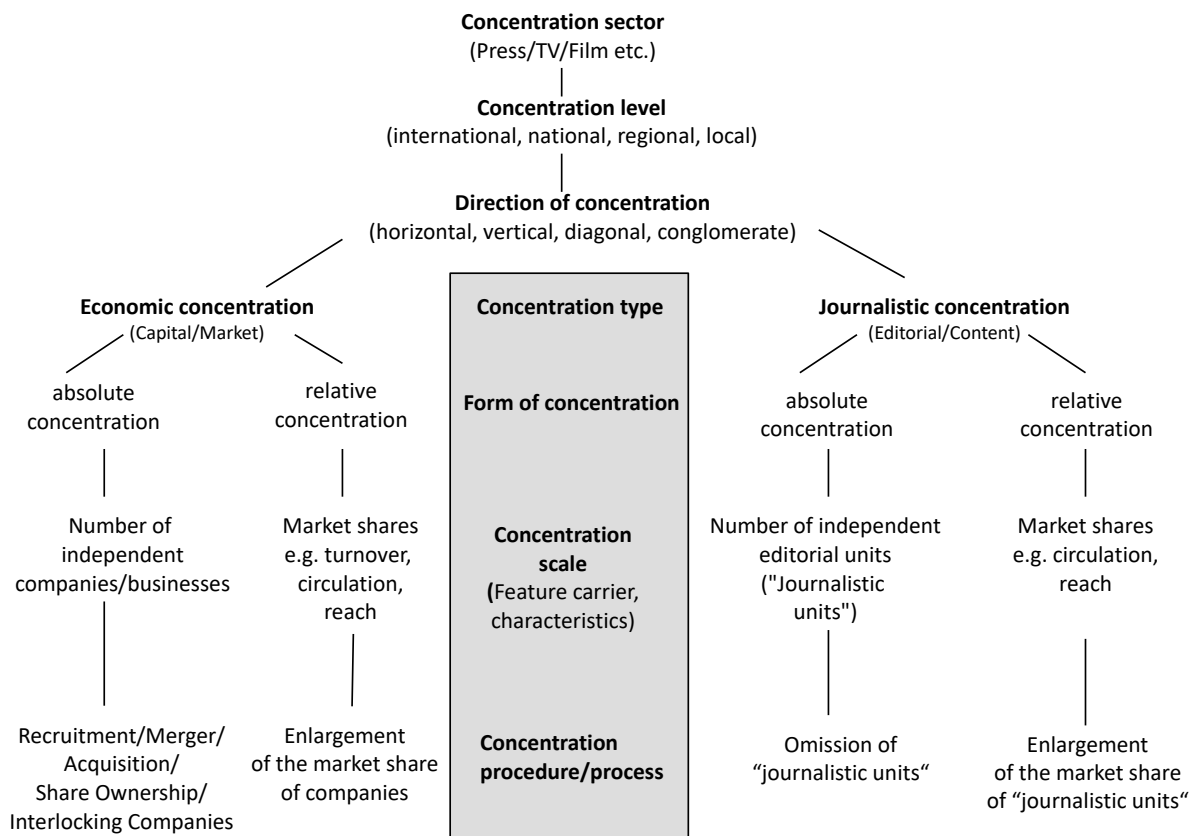 Concentration sector
(Press/TV/Film etc.)
Concentration level
(international, national, regional, local)
Direction of concentration
(horizontal, vertical, diagonal, conglomerate)
Economic concentration
(Capital/Market)
Concentration type
Journalistic concentration
(Editorial/Content)
absolute
concentration
relative
concentration
Form of concentration
absolute
concentration
relative
concentration
Number of
independent
companies/businesses
Market shares
e.g. turnover,
circulation,
reach
Concentration
scale
(Feature carrier,
characteristics)
Number of independent
editorial units
("Journalistic
units")
Market shares
e.g. circulation,
reach
Recruitment/Merger/
Acquisition/
Share Ownership/
Interlocking Companies
Enlargement
of the market share
of companies
Concentration
procedure/process
Omission of
“journalistic units“
Enlargement
of the market share
of “journalistic units“